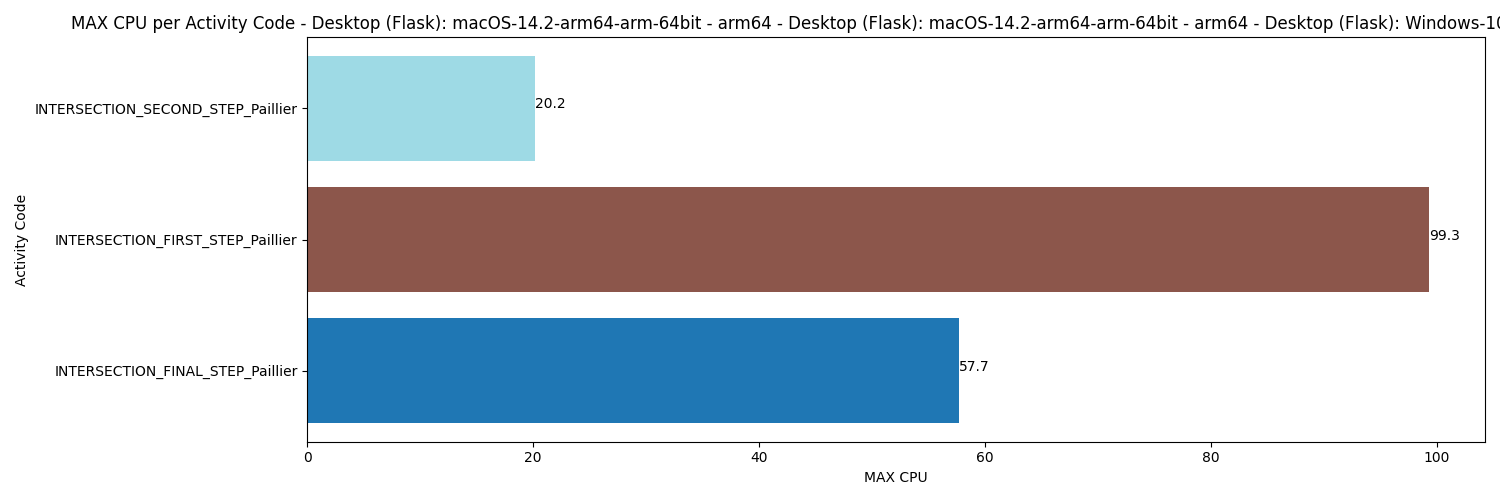 MAX CPU per Activity Code - Desktop (Flask): macOS-14.2-arm64-arm-64bit - arm64 - Desktop (Flask): macOS-14.2-arm64-arm-64bit - arm64 - Desktop (Flask): Windows-10
INTERSECTION_SECOND_STEP_Paillier
20.2
INTERSECTION_FIRST_STEP_Paillier
99.3
INTERSECTION_FINAL_STEP_Paillier
57.7
Activity Code
0 20 40 60 80 100
MAX CPU